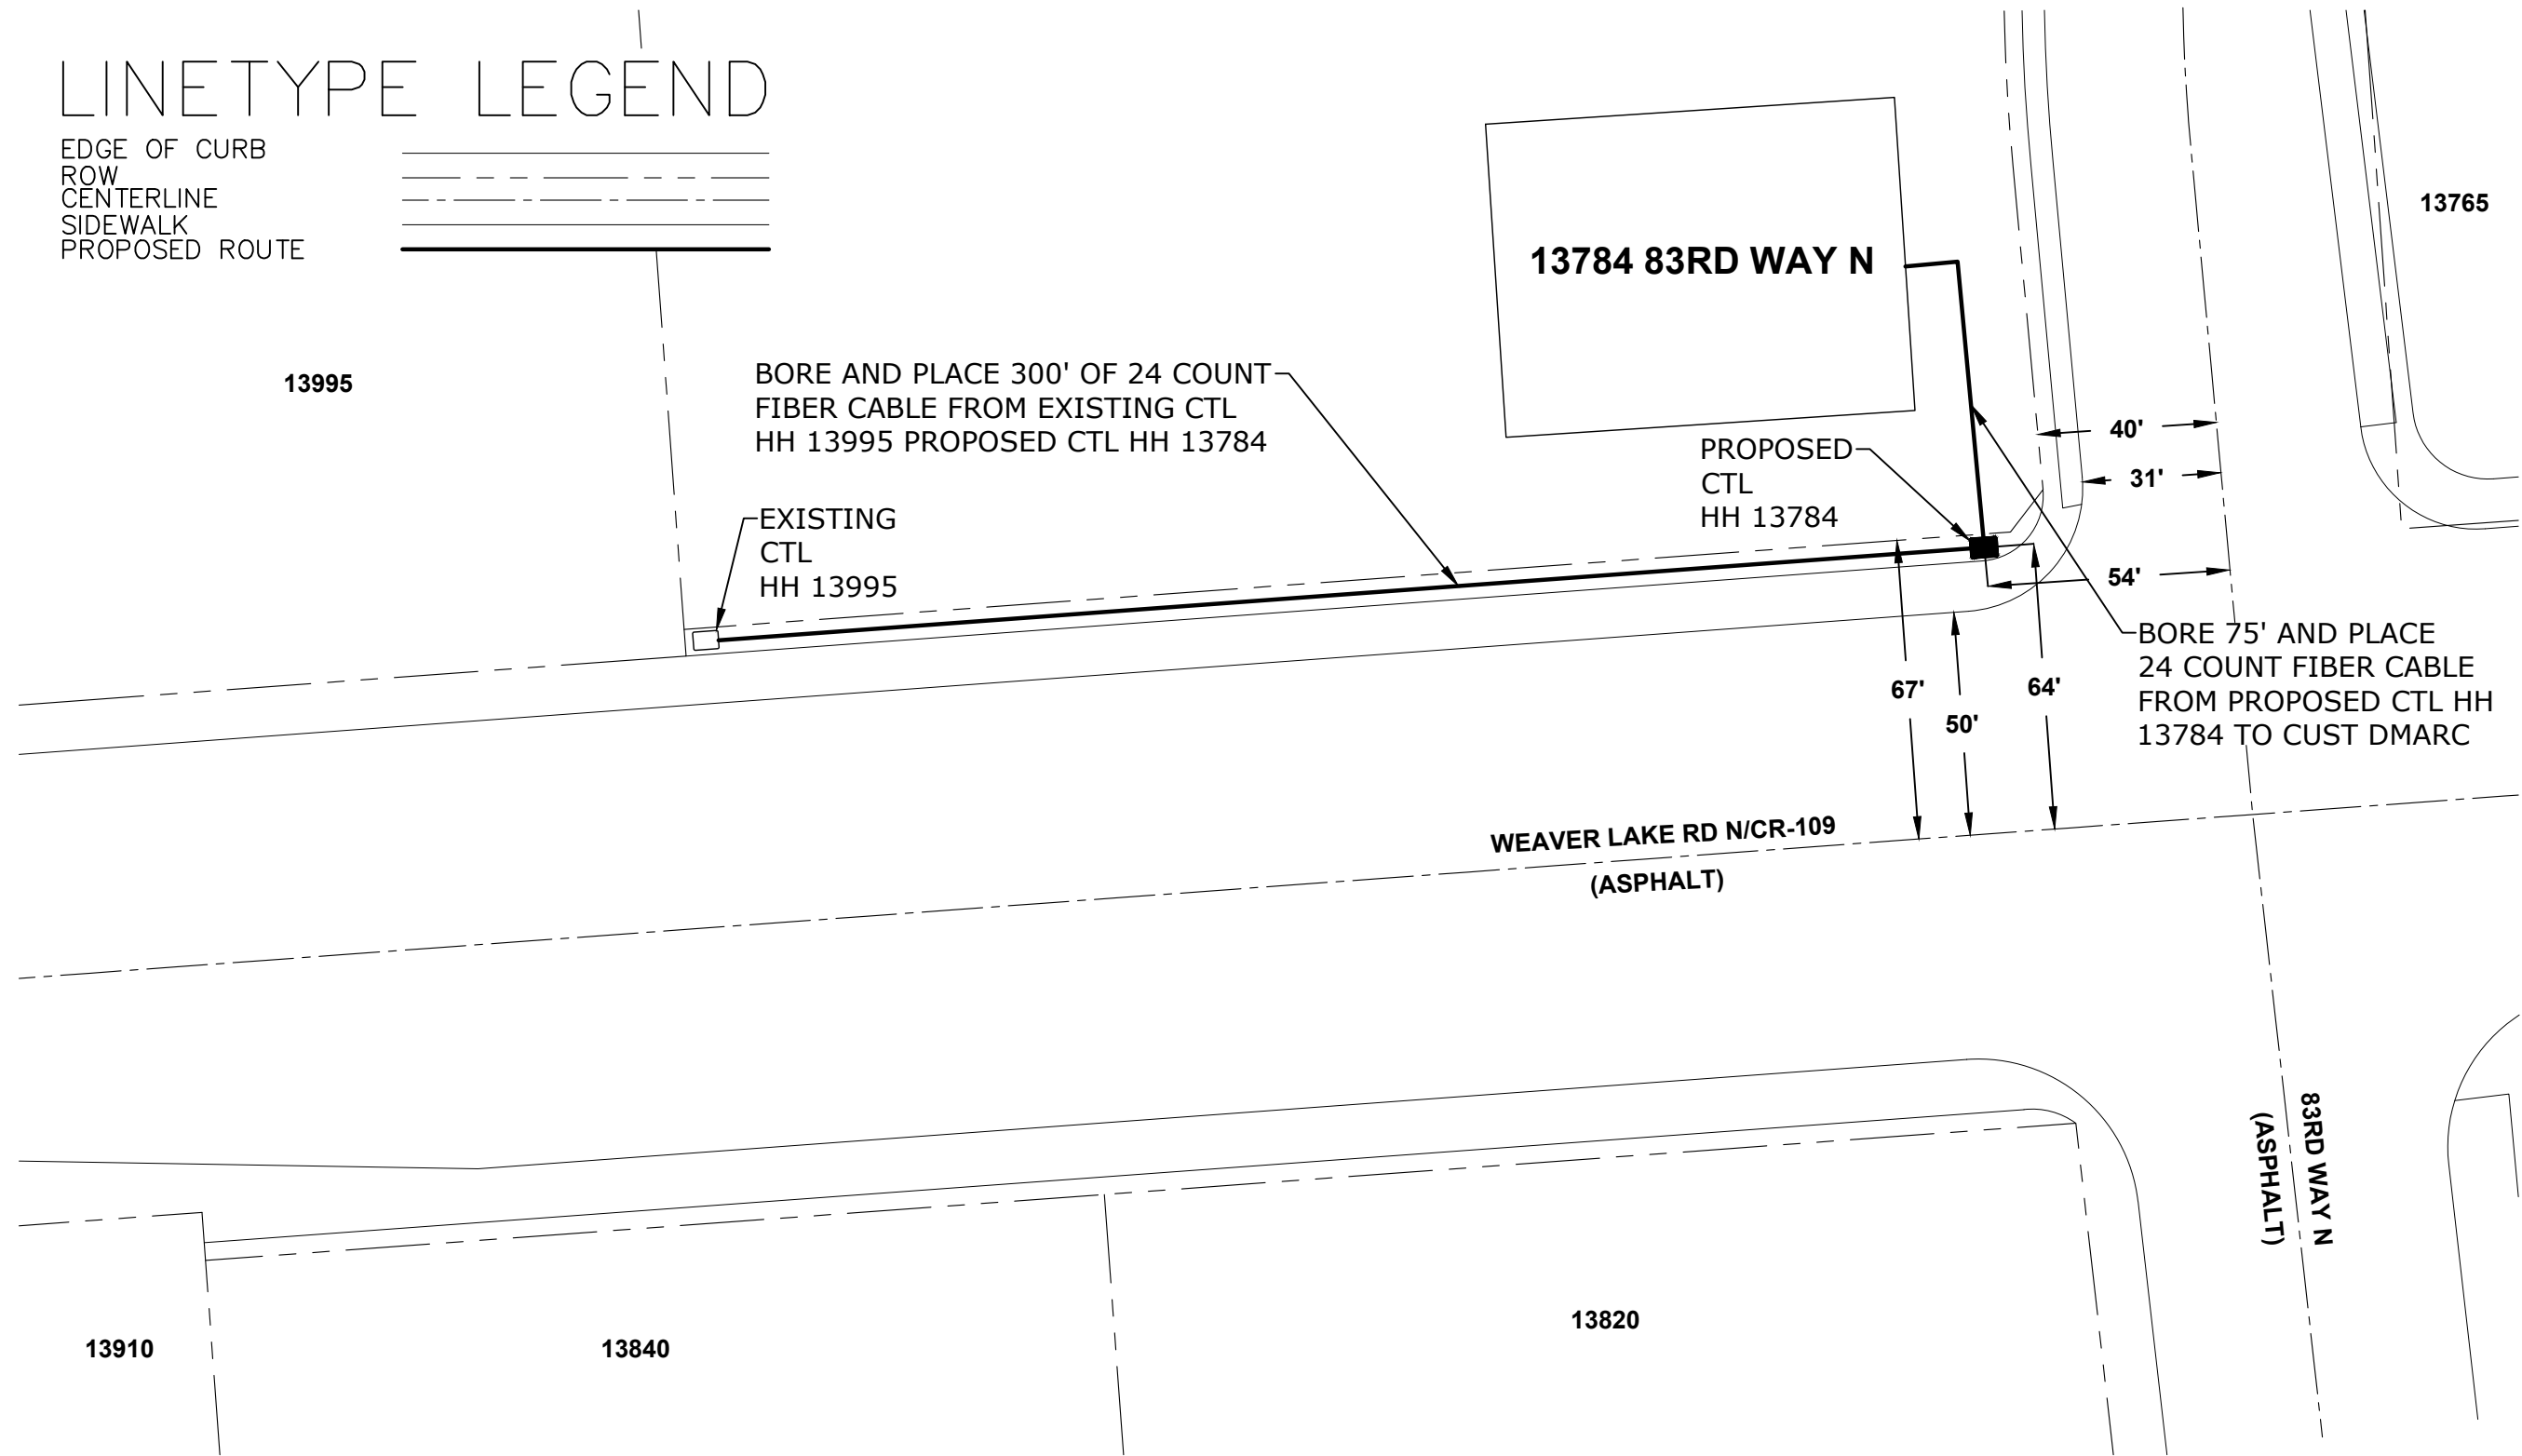 LINETYPE LEGEND
EDGE OF CURB
ROW
CENTERLINE
SIDEWALK
PROPOSED ROUTE
13784 83RD WAY N
13765
13995
BORE AND PLACE 300' OF 24 COUNT
FIBER CABLE FROM EXISTING CTL
HH 13995 PROPOSED CTL HH 13784
PROPOSED
CTL
HH 13784
40'
31'
EXISTING
CTL
HH 13995
54'
BORE 75' AND PLACE
24 COUNT FIBER CABLE
FROM PROPOSED CTL HH
13784 TO CUST DMARC
67'
50'
64'
WEAVER LAKE RD N/CR-109
(ASPHALT)
83RD WAY N
(ASPHALT)
13910
13840
13820